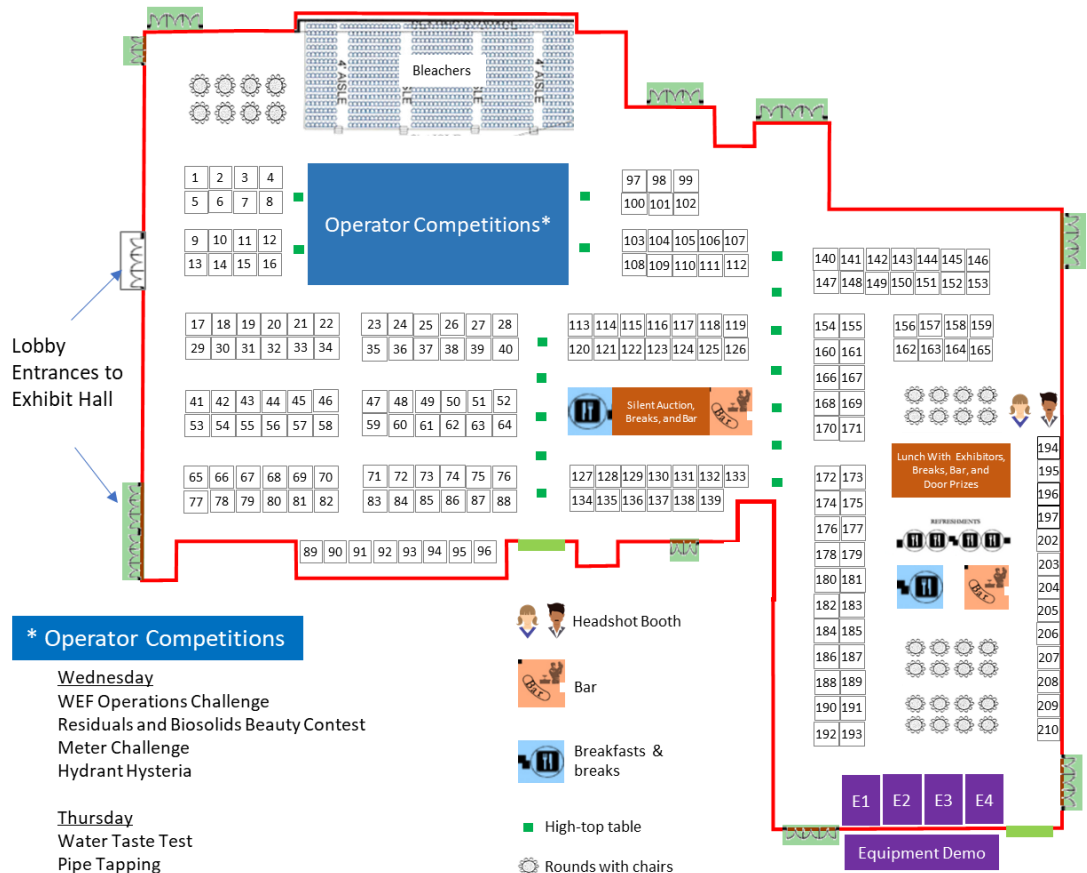 Bleachers
4' AISLE
4' AISLE
1 2 3 4
5 6 7 8
Operator Competitions*
97 98 99
100 101 102
9 10 11 12
13 14 15 16
103 104 105 106 107
108 109 110 111 112
140 141 142 143 144 145 146
147 148 149 150 151 152 153
Lobby
Entrances to
Exhibit Hall
17 18 19 20 21 22
29 30 31 32 33 34
23 24 25 26 27 28
35 36 37 38 39 40
113 114 115 116 117 118 119
120 121 122 123 124 125 126
154 155
160 161
166 167
168 169
170 171
156 157 158 159
162 163 164 165
41 42 43 44 45 46
53 54 55 56 57 58
47 48 49 50 51 52
59 60 61 62 63 64
Silent Auction,
Breaks, and Bar
Bar
65 66 67 68 69 70
77 78 79 80 81 82
71 72 73 74 75 76
83 84 85 86 87 88
127 128 129 130 131 132 133
134 135 136 137 138 139
89 90 91 92 93 94 95 96
Lunch With Exhibitors,
Breaks, Bar, and
Door Prizes
REFRESHMENTS
Bar
172 173
174 175
176 177
178 179
180 181
182 183
184 185
186 187
188 189
190 191
192 193
194
195
196
197
202
203
204
205
206
207
208
209
210
E1 E2 E3 E4
Equipment Demo
* Operator Competitions
Wednesday
WEF Operations Challenge
Residuals and Biosolids Beauty Contest
Meter Challenge
Hydrant Hysteria
Thursday
Water Taste Test
Pipe Tapping
Headshot Booth
Bar
Bar
Breakfasts &
breaks
High-top table
Rounds with chairs